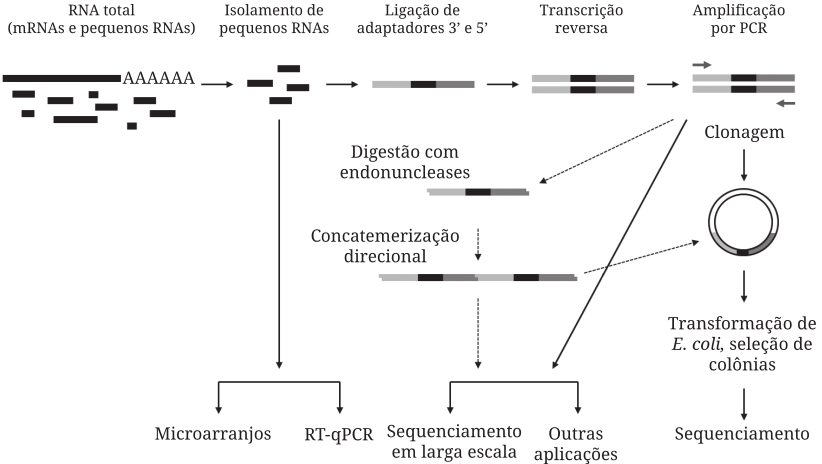 RNA total
(mRNAs e pequenos RNAs)
Isolamento de
pequenos RNAs
Ligação de
adaptadores 3’ e 5’
Transcrição
reversa
Amplificação
por PCR
AAAAAA
Clonagem
Digestão com
endonuncleases
Concatemerização
direcional
Transformação de
E. coli, seleção de
colônias
Microarranjos
RT-qPCR
Sequenciamento
em larga escala
Outras
aplicações
Sequenciamento